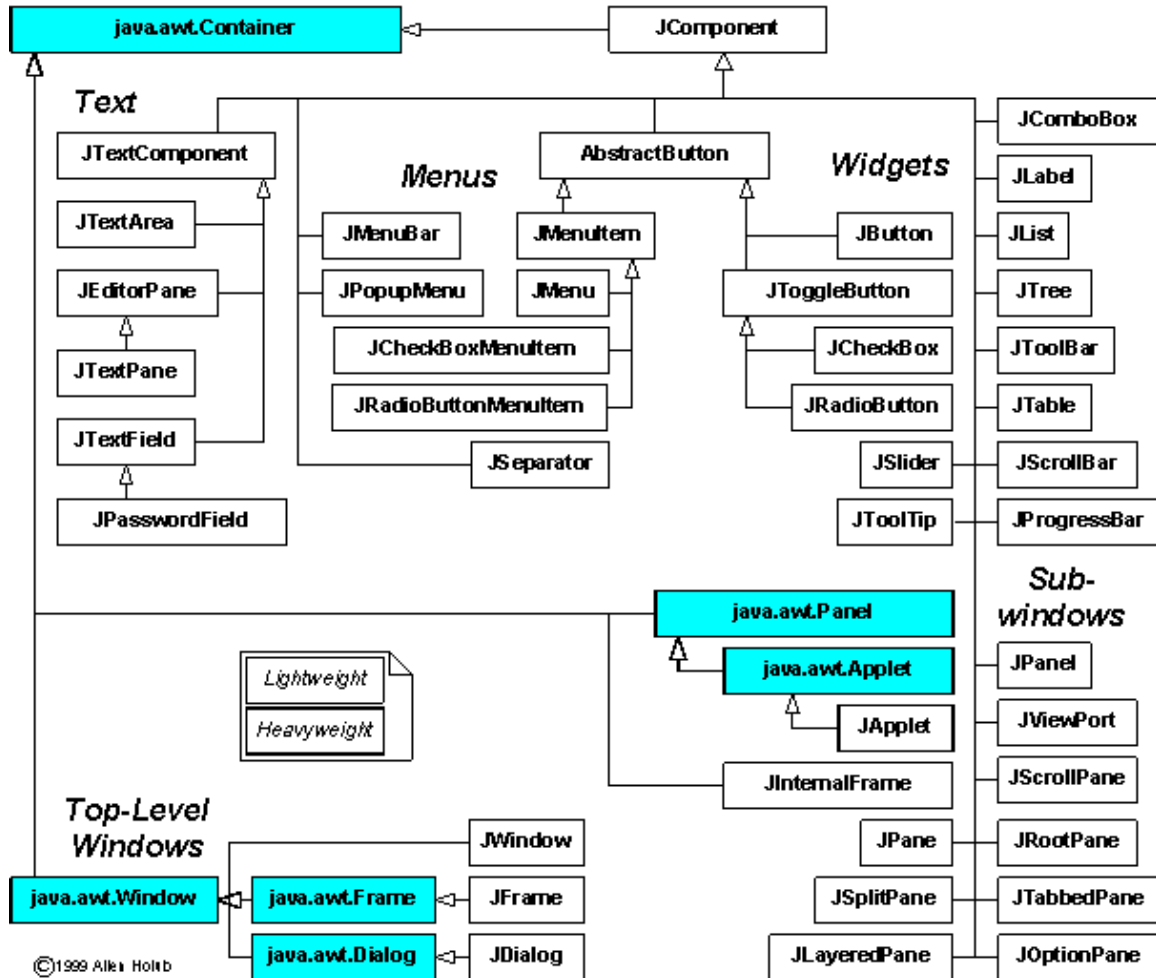 java.awt.Container
JComponent
Text
JTextComponent
JTextArea
JEditorPane
JTextPane
JTextField
JPasswordField
Menus
JMenuBar
JPopupMenu
AbstractButton
JMenuItem
JMenu
JCheckBoxMenuItem
JRadioButtonMenuItem
JSeparator
Widgets
JButton
JToggleButton
JCheckBox
JRadioButton
JSlider
JToolTip
JComboBox
JLabel
JList
JTree
JToolBar
JTable
JScrollBar
JProgressBar
Sub-
windows
java.awt.Panel
java.awt.Applet
JApplet
JInternalFrame
JPanel
JViewPort
JScrollPane
JPane
JRootPane
JSplitPane
JTabbedPane
JLayeredPane
JOptionPane
Lightweight
Heavyweight
Top-Level
Windows
java.awt.Window
JWindow
java.awt.Frame
JFrame
java.awt.Dialog
JDialog
©1999 Allen Holub